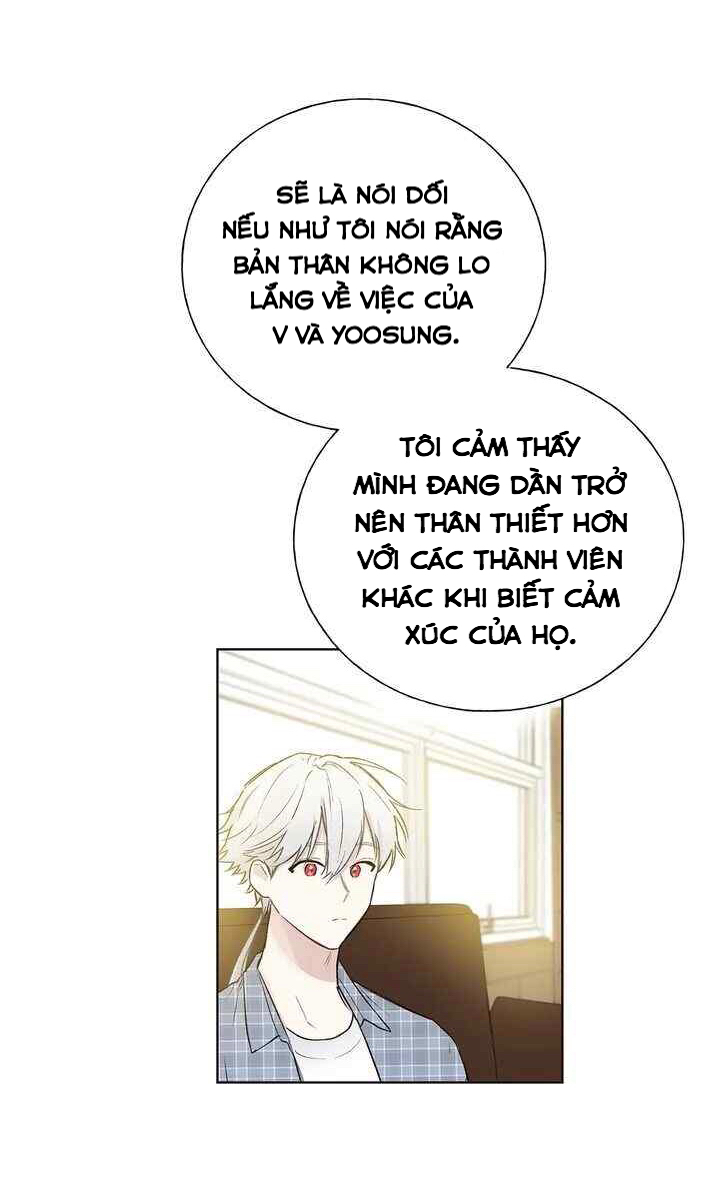 SẼ LÀ NÓI DỐI
NẾU NHƯ TÔI NÓI RẰNG
BẢN THÂN KHÔNG LO
LẮNG VỀ VIỆC CỦA
V VÀ YOOSUNG.
TÔI CẢM THẤY
MÌNH ĐANG DẦN TRỞ
NÊN THÂN THIẾT HƠN
VỚI CÁC THÀNH VIÊN
KHÁC KHI BIẾT CẢM
XÚC CỦA HỌ.